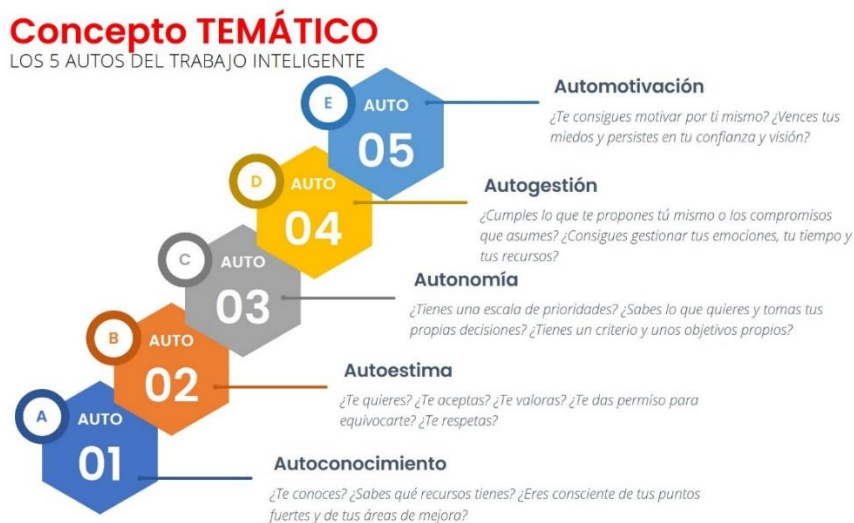 Concepto TEMÁTICO
LOS 5 AUTOS DEL TRABAJO INTELIGENTE
E
AUTO
05
Automotivación
¿Te consigues motivar por ti mismo? ¿Vences tus
miedos y persistes en tu confianza y visión?
D
AUTO
04
Autogestión
¿Cumples lo que te propones tú mismo o los compromisos
que asumes? ¿Consigues gestionar tus emociones, tu tiempo y
tus recursos?
C
AUTO
03
Autonomía
¿Tienes una escala de prioridades? ¿Sabes lo que quieres y tomas tus
propias decisiones? ¿Tienes un criterio y unos objetivos propios?
B
AUTO
02
Autoestima
¿Te quieres? ¿Te aceptas? ¿Te valoras? ¿Te das permiso para
equivocarte? ¿Te respetas?
A
AUTO
01
Autoconocimiento
¿Te conoces? ¿Sabes qué recursos tienes? ¿Eres consciente de tus puntos
fuertes y de tus áreas de mejora?